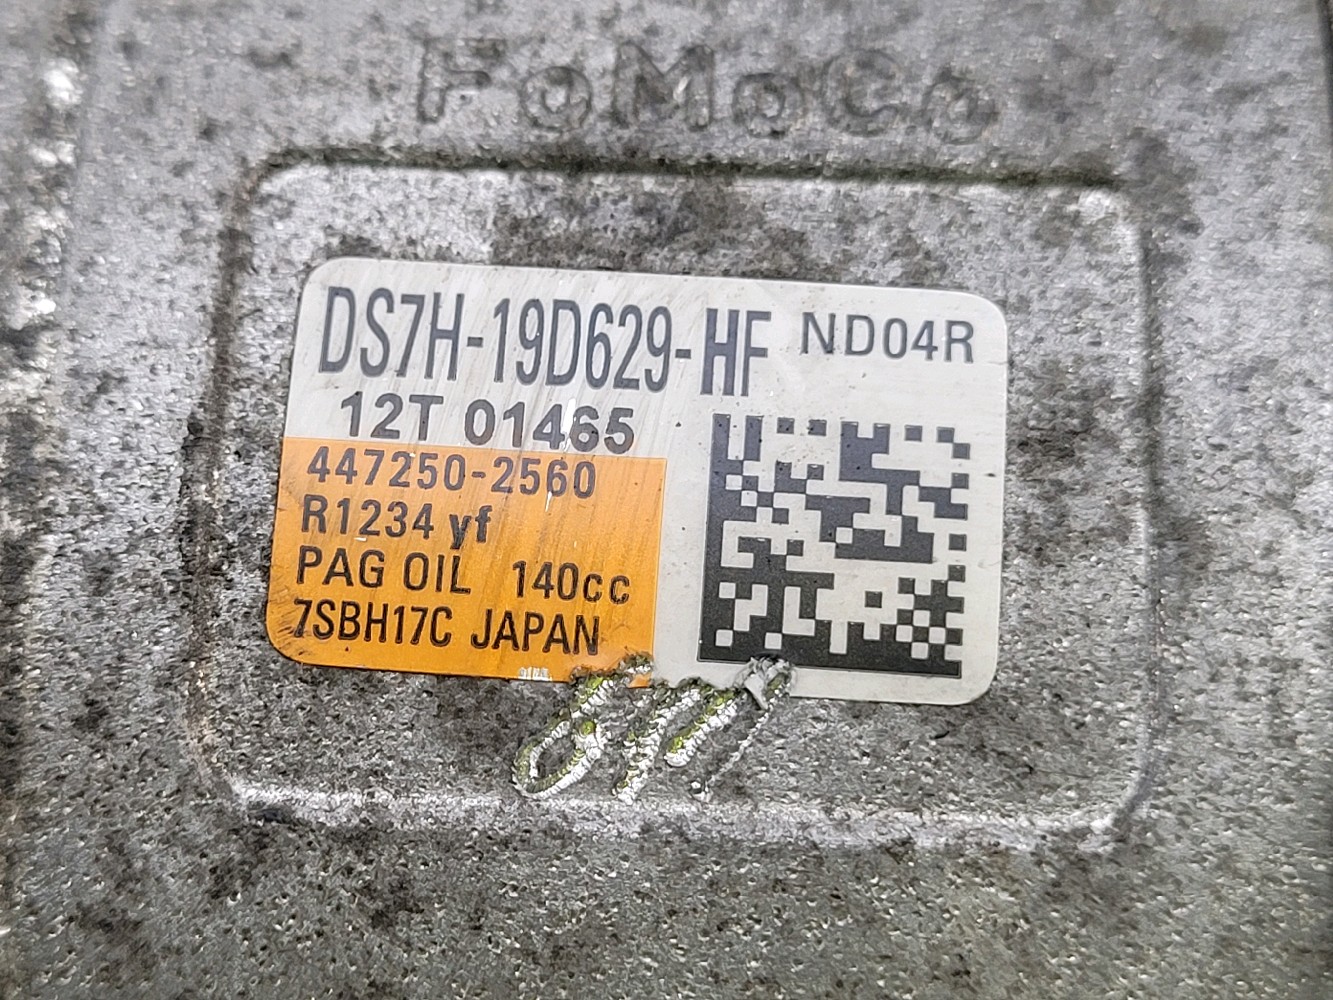 FoMoCo
DS7H-19D629-HF ND04R
12T 01465
447250-2560
R1234 yf
PAG OIL 140cc
7SBH17C JAPAN